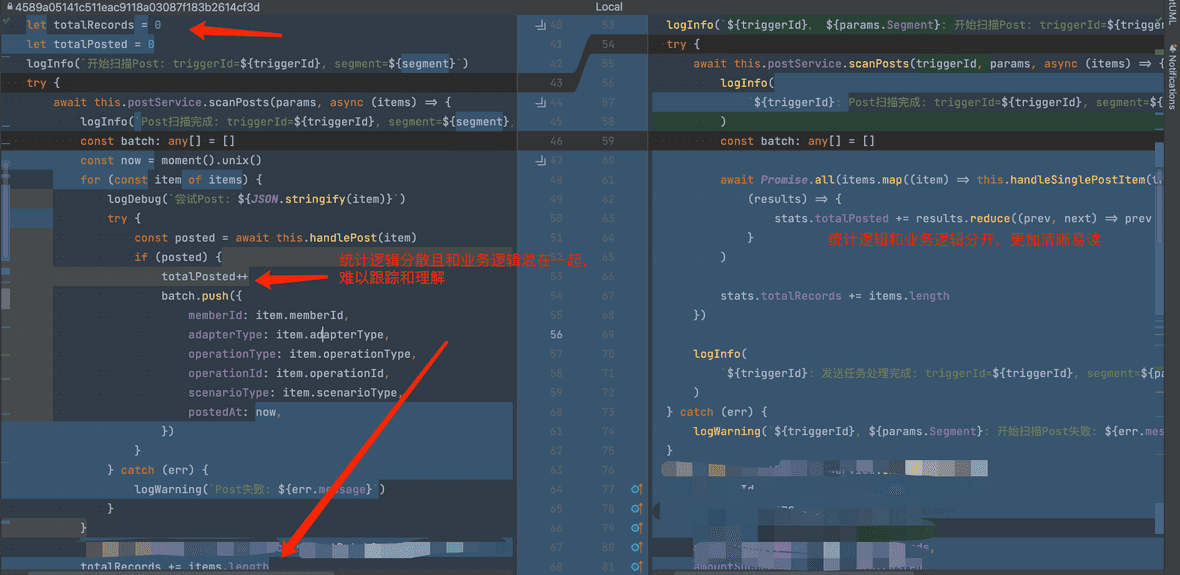 4589a05141c511eac9118a03087f183b2614cf3d
Local
let totalRecords = 0
let totalPosted = 0
logInfo(`开始扫描Post: triggerId=${triggerId}, segment=${segment}`)
try {
await this.postService.scanPosts(params, async (items) => {
logInfo(`Post扫描完成: triggerId=${triggerId}, segment=${segment},
const batch: any[] = []
const now = moment().unix()
for (const item of items) {
logDebug(`尝试Post: ${JSON.stringify(item)}`)
try {
const posted = await this.handlePost(item)
if (posted) {
totalPosted++
batch.push({
memberId: item.memberId,
adapterType: item.adapterType,
operationType: item.operationType,
operationId: item.operationId,
scenarioType: item.scenarioType,
postedAt: now,
})
}
} catch (err) {
logWarning(`Post失败: ${err.message}`)
}
}
totalRecords += items.length
统计逻辑分散且和业务逻辑混在一起,
难以跟踪和理解
40 53
41 54
42 55
43 56
44 57
45 58
46 59
47 60
48 61
49 62
50 63
51 64
52 65
53 66
54 67
55 68
56 69
57 70
58 71
59 72
60 73
61 74
62 75
63 76
64 77
65 78
66 79
67 80
68 81
logInfo(`${triggerId}, ${params.Segment}: 开始扫描Post: triggerId=${trigge
try {
await this.postService.scanPosts(triggerId, params, async (items) => {
logInfo(
`${triggerId}: Post扫描完成: triggerId=${triggerId}, segment=${
)
const batch: any[] = []
await Promise.all(items.map((item) => this.handleSinglePostItem(
(results) => {
stats.totalPosted += results.reduce((prev, next) => prev
}
统计逻辑和业务逻辑分开，更加清晰易读
)
stats.totalRecords += items.length
})
logInfo(
`${triggerId}: 发送任务处理完成: triggerId=${triggerId}, segment=${pa
)
} catch (err) {
logWarning(`${triggerId}, ${params.Segment}: 开始扫描Post失败: ${err.mes
}
Notifications